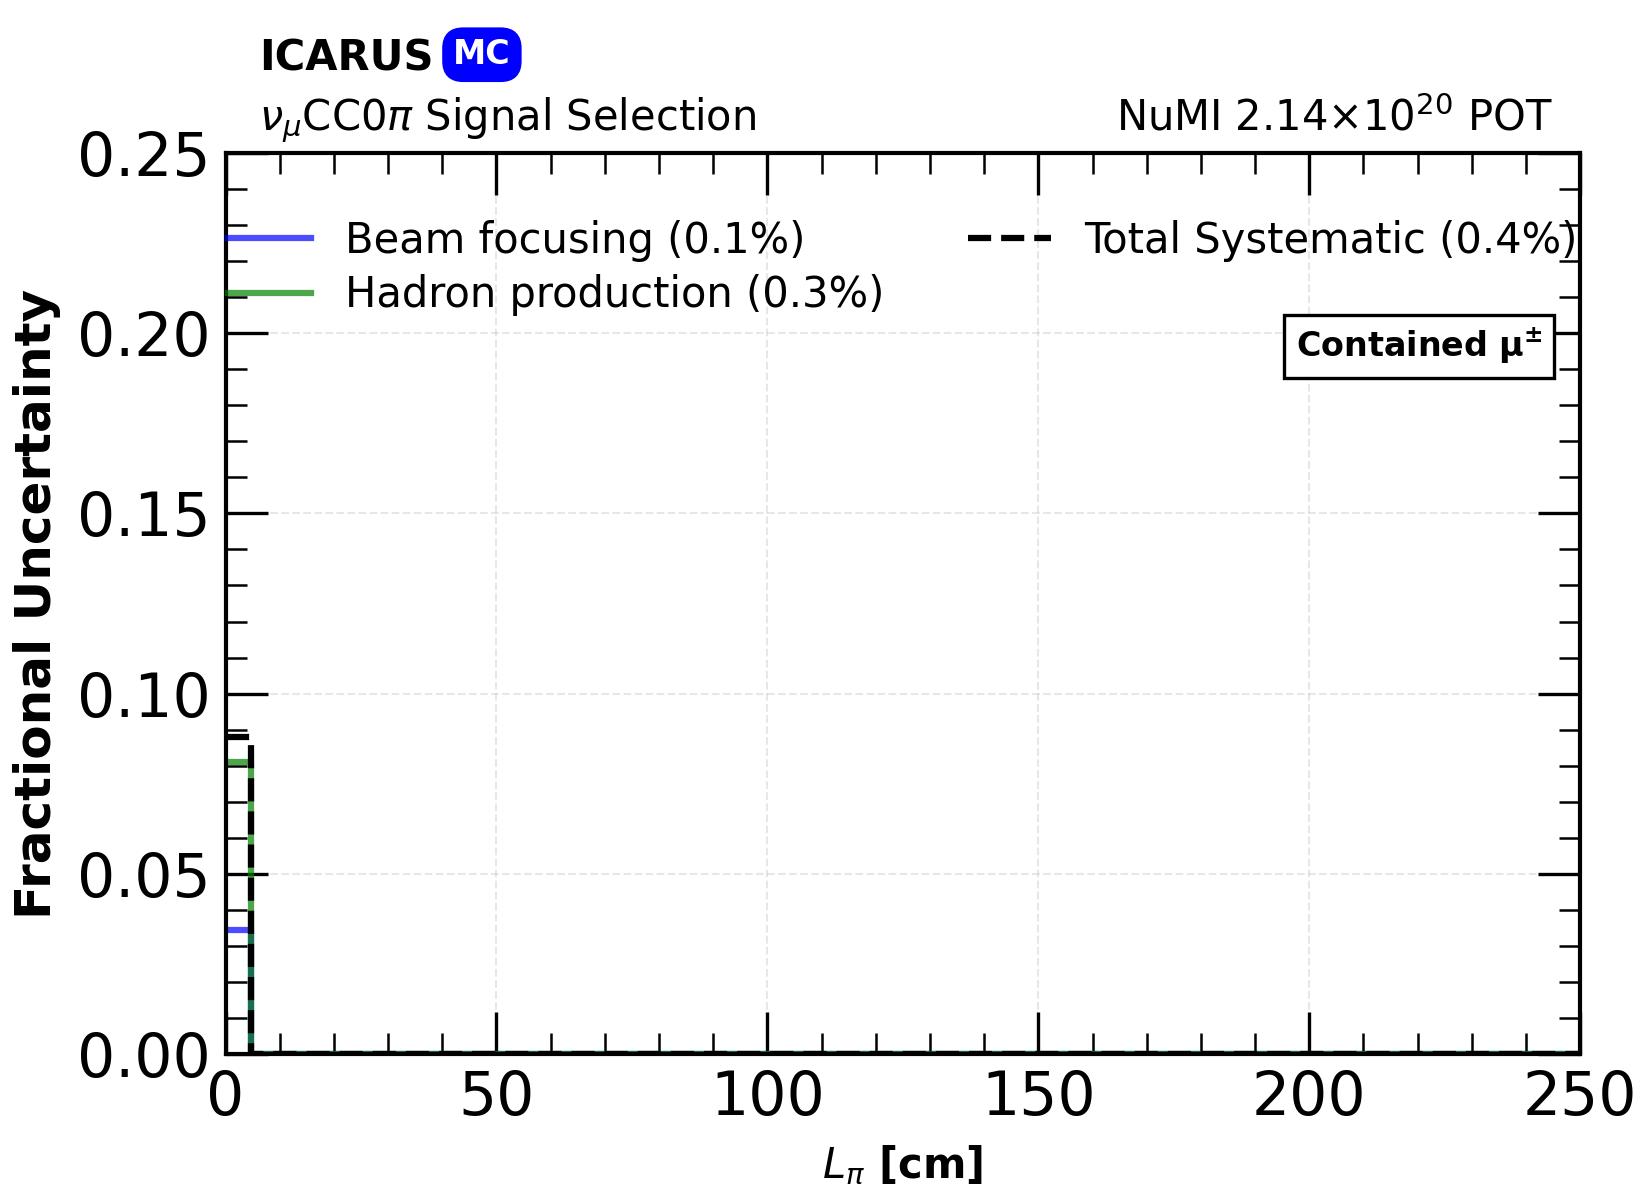 ICARUS MC
νμCC0π Signal Selection
NuMI 2.14×10²⁰ POT
Beam focusing (0.1%)
Hadron production (0.3%)
Total Systematic (0.4%)
Contained μ±
Fractional Uncertainty
0.25
0.20
0.15
0.10
0.05
0.00
0 50 100 150 200 250
Lπ [cm]